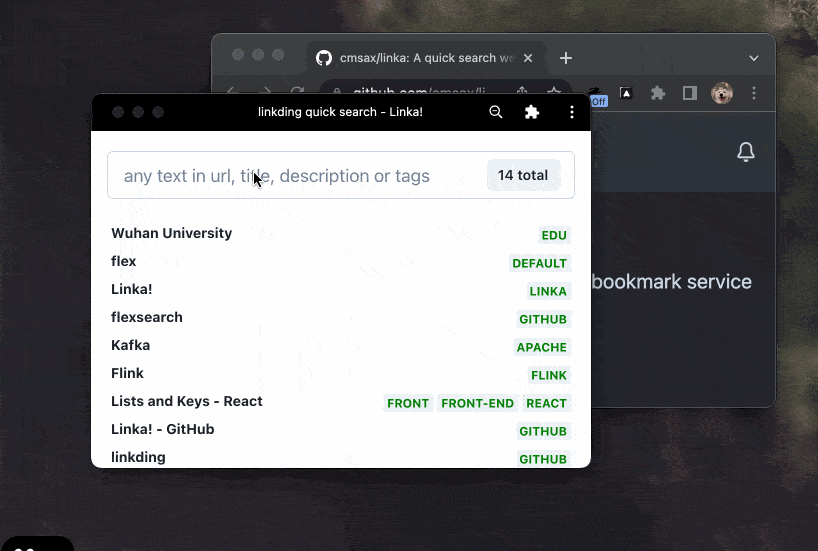 cmsax/linka: A quick search we
github.com/cmsax/li
Off
linkding quick search - Linka!
any text in url, title, description or tags
14 total
Wuhan University EDU
flex DEFAULT
Linka! LINKA
flexsearch GITHUB
Kafka APACHE
Flink FLINK
Lists and Keys - React FRONT FRONT-END REACT
Linka! - GitHub GITHUB
linkding GITHUB
bookmark service